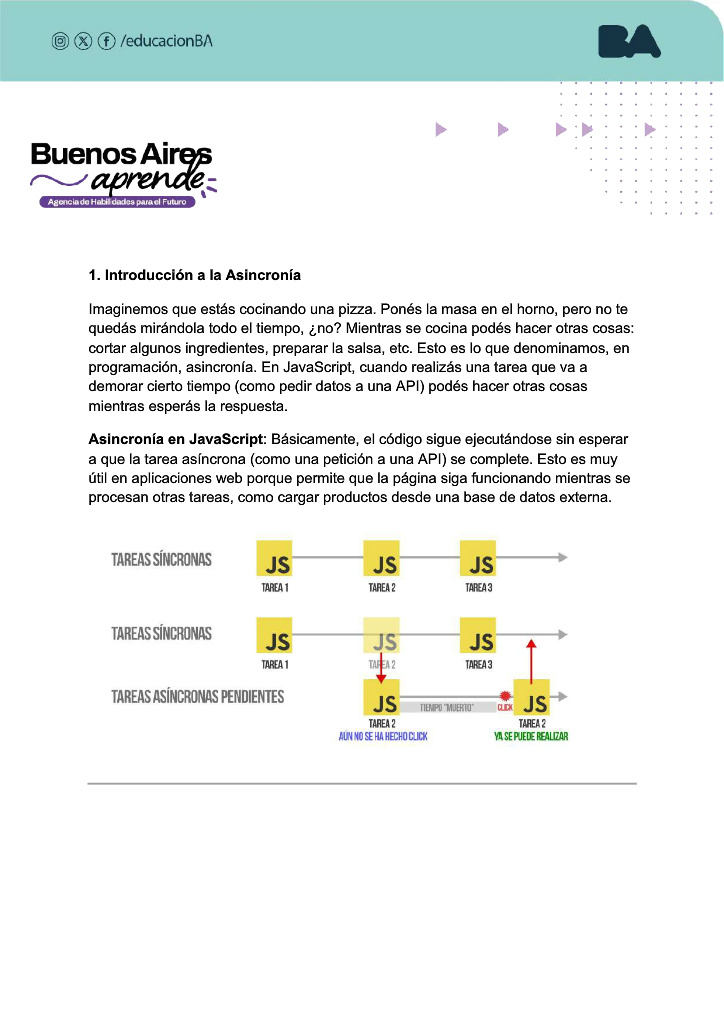 /educacionBA
BA
Buenos Aires
aprende
Agencia de Habilidades para el Futuro
1. Introducción a la Asincronía
Imaginemos que estás cocinando una pizza. Ponés la masa en el horno, pero no te
quedás mirándola todo el tiempo, ¿no? Mientras se cocina podés hacer otras cosas:
cortar algunos ingredientes, preparar la salsa, etc. Esto es lo que denominamos, en
programación, asincronía. En JavaScript, cuando realizás una tarea que va a
demorar cierto tiempo (como pedir datos a una API) podés hacer otras cosas
mientras esperás la respuesta.
Asincronía en JavaScript: Básicamente, el código sigue ejecutándose sin esperar
a que la tarea asíncrona (como una petición a una API) se complete. Esto es muy
útil en aplicaciones web porque permite que la página siga funcionando mientras se
procesan otras tareas, como cargar productos desde una base de datos externa.
TAREAS SÍNCRONAS JS JS JS
TAREA 1 TAREA 2 TAREA 3
TAREAS SÍNCRONAS JS JS JS
TAREA 1 TAREA 2 TAREA 3
TAREAS ASÍNCRONAS PENDIENTES JS TIEMPO "MUERTO" CLICK JS
TAREA 2 TAREA 2
AÚN NO SE HA HECHO CLICK YA SE PUEDE REALIZAR